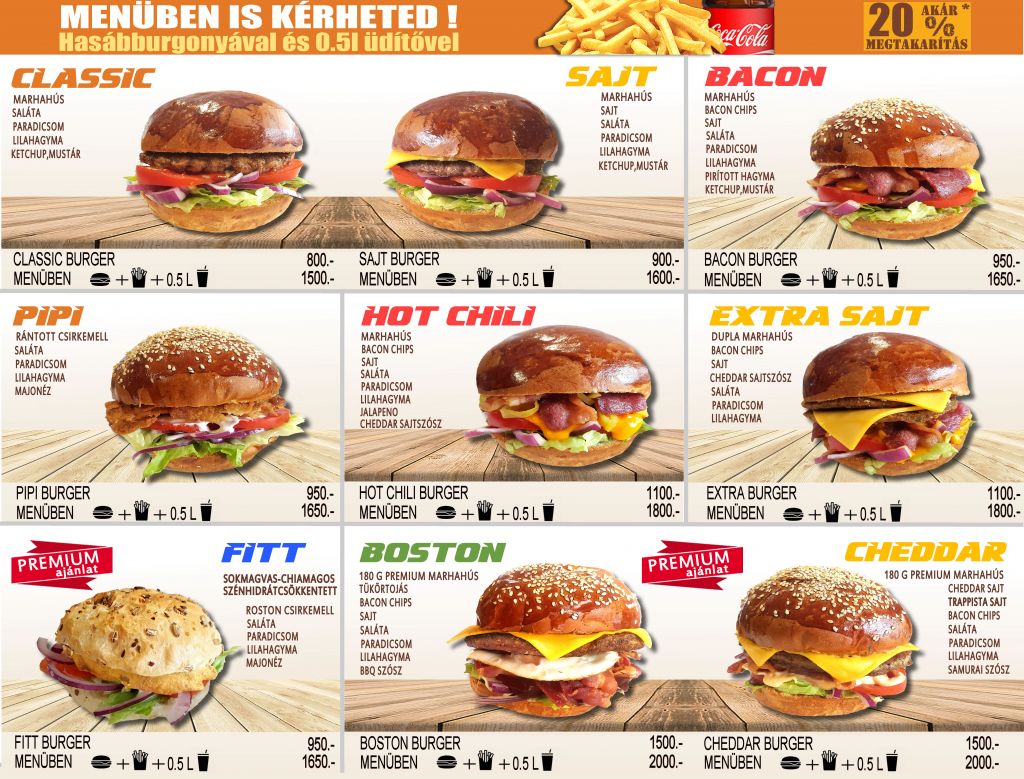 MENÜBEN IS KÉRHETED !
Hasábburgonyával és 0.5l üdítővel
Coca-Cola
20 AKÁR *
%
MEGTAKARÍTÁS
CLASSIC
MARHAHÚS
SALÁTA
PARADICSOM
LILAHAGYMA
KETCHUP,MUSTÁR
CLASSIC BURGER 800.-
MENÜBEN + + 0.5 L 1500.-
SAJT
MARHAHÚS
SAJT
SALÁTA
PARADICSOM
LILAHAGYMA
KETCHUP,MUSTÁR
SAJT BURGER 900.-
MENÜBEN + + 0.5 L 1600.-
BACON
MARHAHÚS
BACON CHIPS
SAJT
SALÁTA
PARADICSOM
LILAHAGYMA
PIRÍTOTT HAGYMA
KETCHUP,MUSTÁR
BACON BURGER 950.-
MENÜBEN + + 0.5 L 1650.-
PIPI
RÁNTOTT CSIRKEMELL
SALÁTA
PARADICSOM
LILAHAGYMA
MAJONÉZ
PIPI BURGER 950.-
MENÜBEN + + 0.5 L 1650.-
HOT CHILI
MARHAHÚS
BACON CHIPS
SAJT
SALÁTA
PARADICSOM
LILAHAGYMA
JALAPENO
CHEDDAR SAJTSZÓSZ
HOT CHILI BURGER 1100.-
MENÜBEN + + 0.5 L 1800.-
EXTRA SAJT
DUPLA MARHAHÚS
BACON CHIPS
SAJT
CHEDDAR SAJTSZÓSZ
SALÁTA
PARADICSOM
LILAHAGYMA
EXTRA BURGER 1100.-
MENÜBEN + + 0.5 L 1800.-
PREMIUM
ajánlat
FITT
SOKMAGVAS-CHIAMAGOS
SZÉNHIDRÁTCSÖKKENTETT
ROSTON CSIRKEMELL
SALÁTA
PARADICSOM
LILAHAGYMA
MAJONÉZ
FITT BURGER 950.-
MENÜBEN + + 0.5 L 1650.-
BOSTON
180 G PREMIUM MARHAHÚS
TÜKÖRTOJÁS
BACON CHIPS
SAJT
SALÁTA
PARADICSOM
LILAHAGYMA
BBQ SZÓSZ
BOSTON BURGER 1500.-
MENÜBEN + + 0.5 L 2000.-
PREMIUM
ajánlat
CHEDDAR
180 G PREMIUM MARHAHÚS
CHEDDAR SAJT
TRAPPISTA SAJT
BACON CHIPS
SALÁTA
PARADICSOM
LILAHAGYMA
SAMURAI SZÓSZ
CHEDDAR BURGER 1500.-
MENÜBEN + + 0.5 L 2000.-